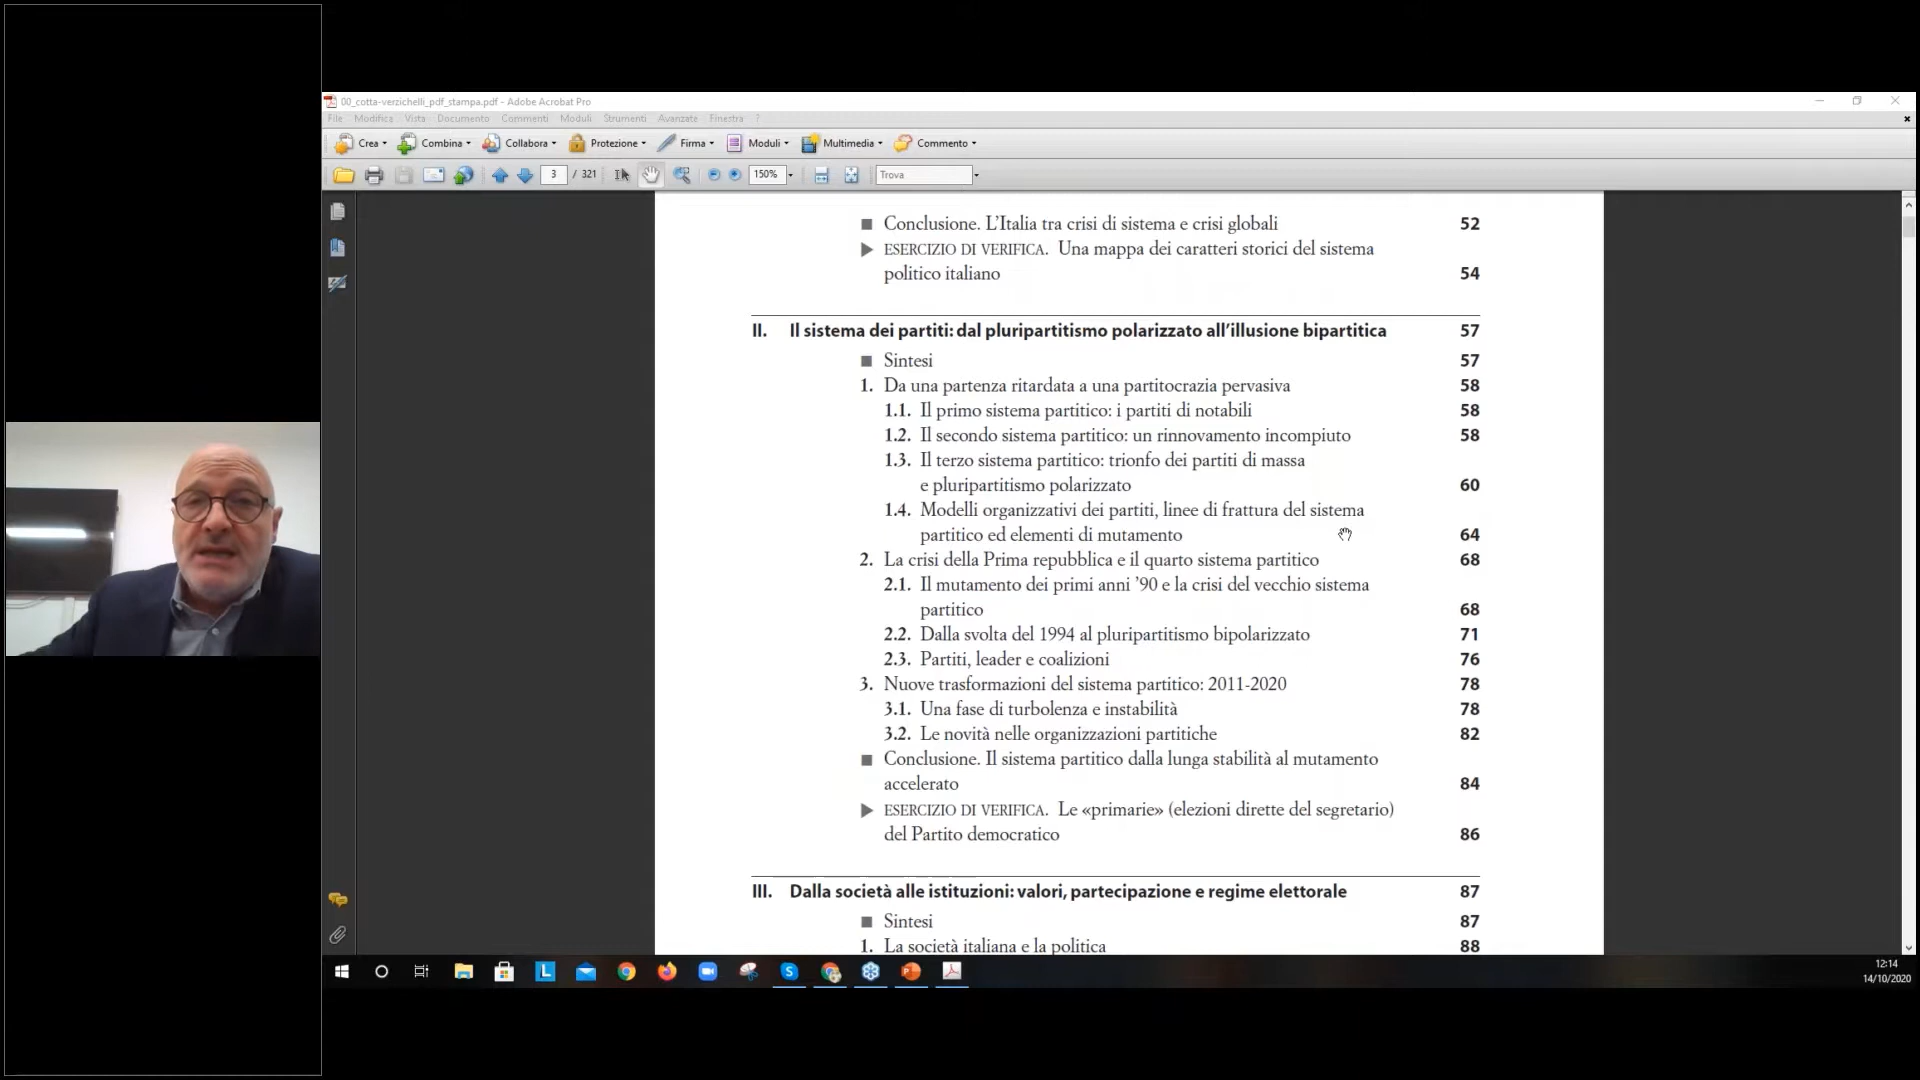 00_cotta-verzichelli_pdf_stampa.pdf - Adobe Acrobat Pro
File Modifica Vista Documento Commenti Moduli Strumenti Avanzate Finestra ?
Crea Combina Collabora Protezione Firma Moduli Multimedia Commento
3 / 321 150% Trova
■ Conclusione. L'Italia tra crisi di sistema e crisi globali 52
▶ ESERCIZIO DI VERIFICA. Una mappa dei caratteri storici del sistema
politico italiano 54
II. Il sistema dei partiti: dal pluripartitismo polarizzato all'illusione bipartitica 57
■ Sintesi 57
1. Da una partenza ritardata a una partitocrazia pervasiva 58
1.1. Il primo sistema partitico: i partiti di notabili 58
1.2. Il secondo sistema partitico: un rinnovamento incompiuto 58
1.3. Il terzo sistema partitico: trionfo dei partiti di massa
e pluripartitismo polarizzato 60
1.4. Modelli organizzativi dei partiti, linee di frattura del sistema
partitico ed elementi di mutamento 64
2. La crisi della Prima repubblica e il quarto sistema partitico 68
2.1. Il mutamento dei primi anni '90 e la crisi del vecchio sistema
partitico 68
2.2. Dalla svolta del 1994 al pluripartitismo bipolarizzato 71
2.3. Partiti, leader e coalizioni 76
3. Nuove trasformazioni del sistema partitico: 2011-2020 78
3.1. Una fase di turbolenza e instabilità 78
3.2. Le novità nelle organizzazioni partitiche 82
■ Conclusione. Il sistema partitico dalla lunga stabilità al mutamento
accelerato 84
▶ ESERCIZIO DI VERIFICA. Le «primarie» (elezioni dirette del segretario)
del Partito democratico 86
III. Dalla società alle istituzioni: valori, partecipazione e regime elettorale 87
■ Sintesi 87
1. La società italiana e la politica 88
12:14
14/10/2020